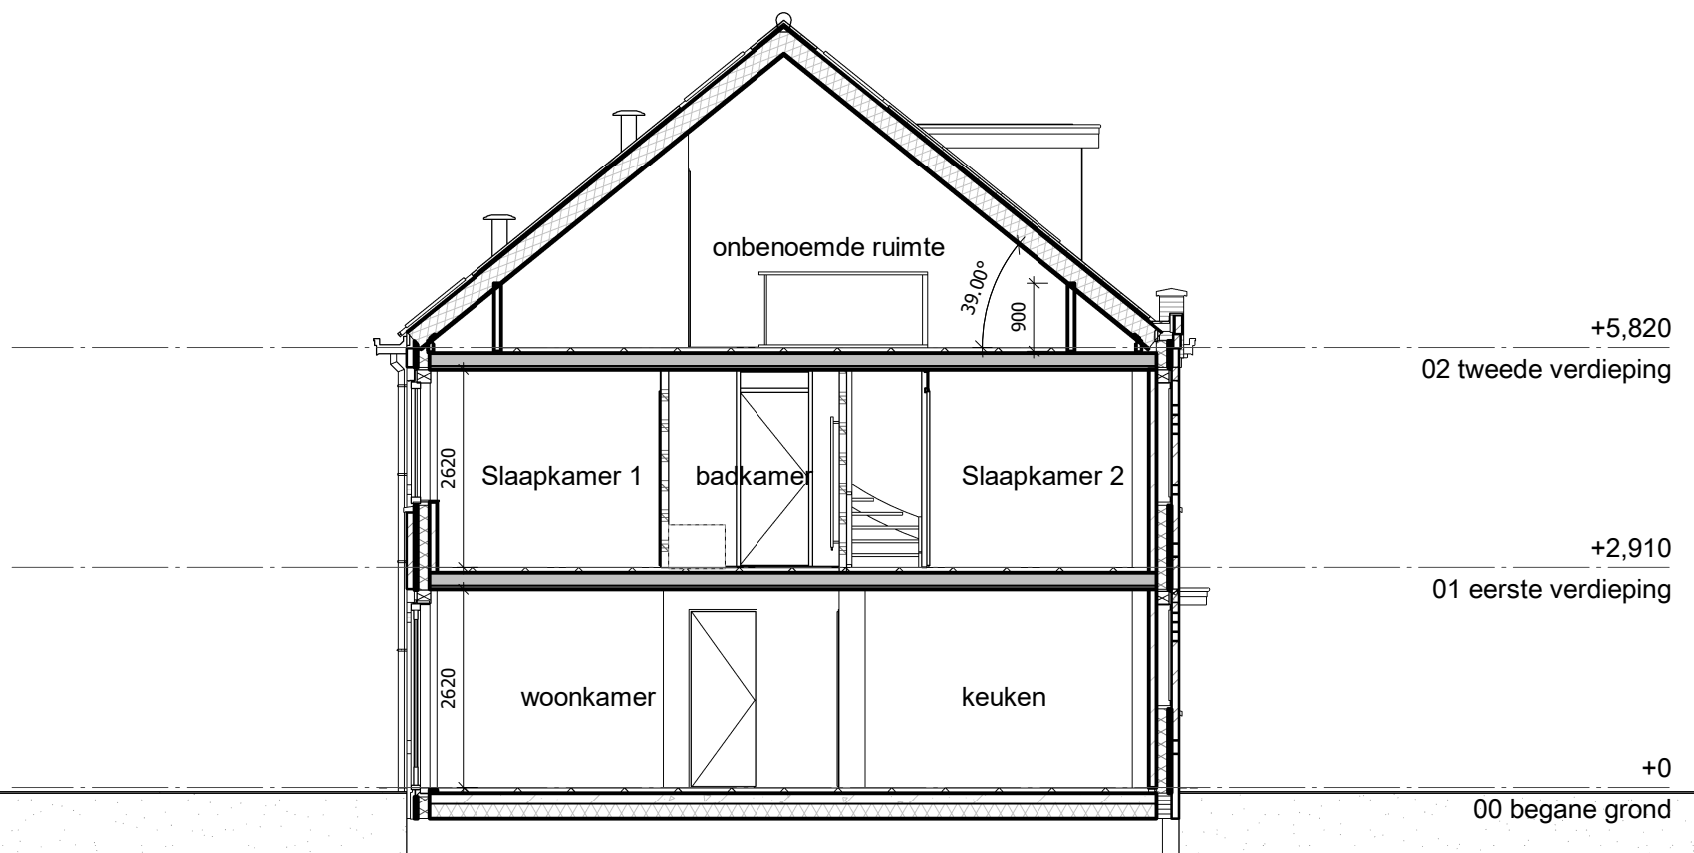 onbenoemde ruimte
39.00°
900
+5,820
02 tweede verdieping
2620
Slaapkamer 1
badkamer
Slaapkamer 2
+2,910
01 eerste verdieping
2620
woonkamer
keuken
+0
00 begane grond